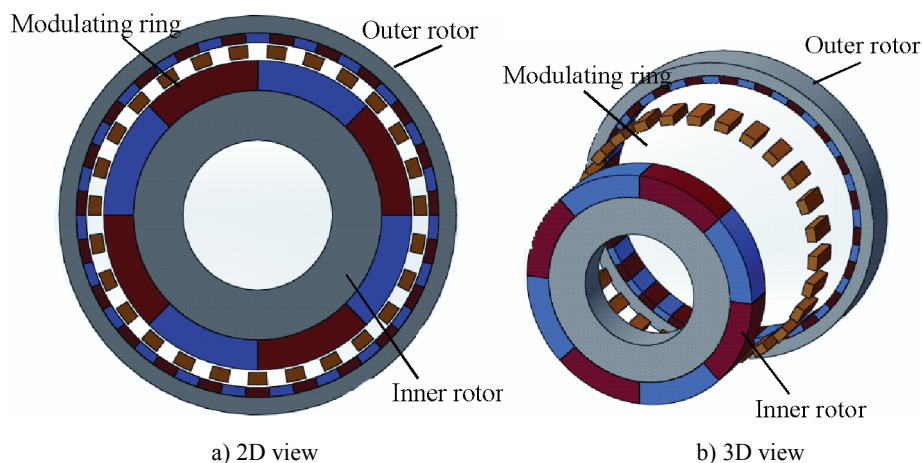 Modulating ring
Outer rotor
Inner rotor
a) 2D view
Outer rotor
Modulating ring
Inner rotor
b) 3D view